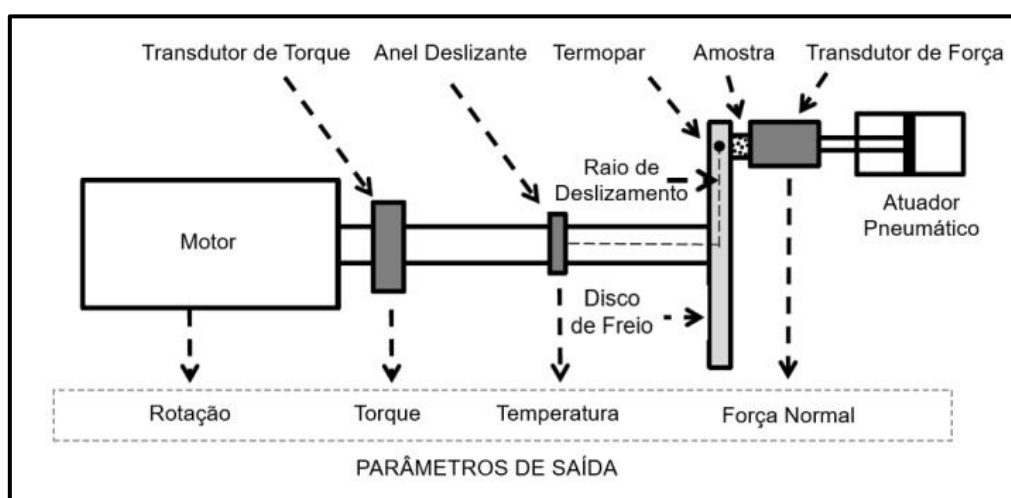 Transdutor de Torque
Anel Deslizante
Termopar
Amostra
Transdutor de Força
Raio de
Deslizamento
Atuador
Pneumático
Motor
Disco
de Freio
Rotação
Torque
Temperatura
Força Normal
PARÂMETROS DE SAÍDA